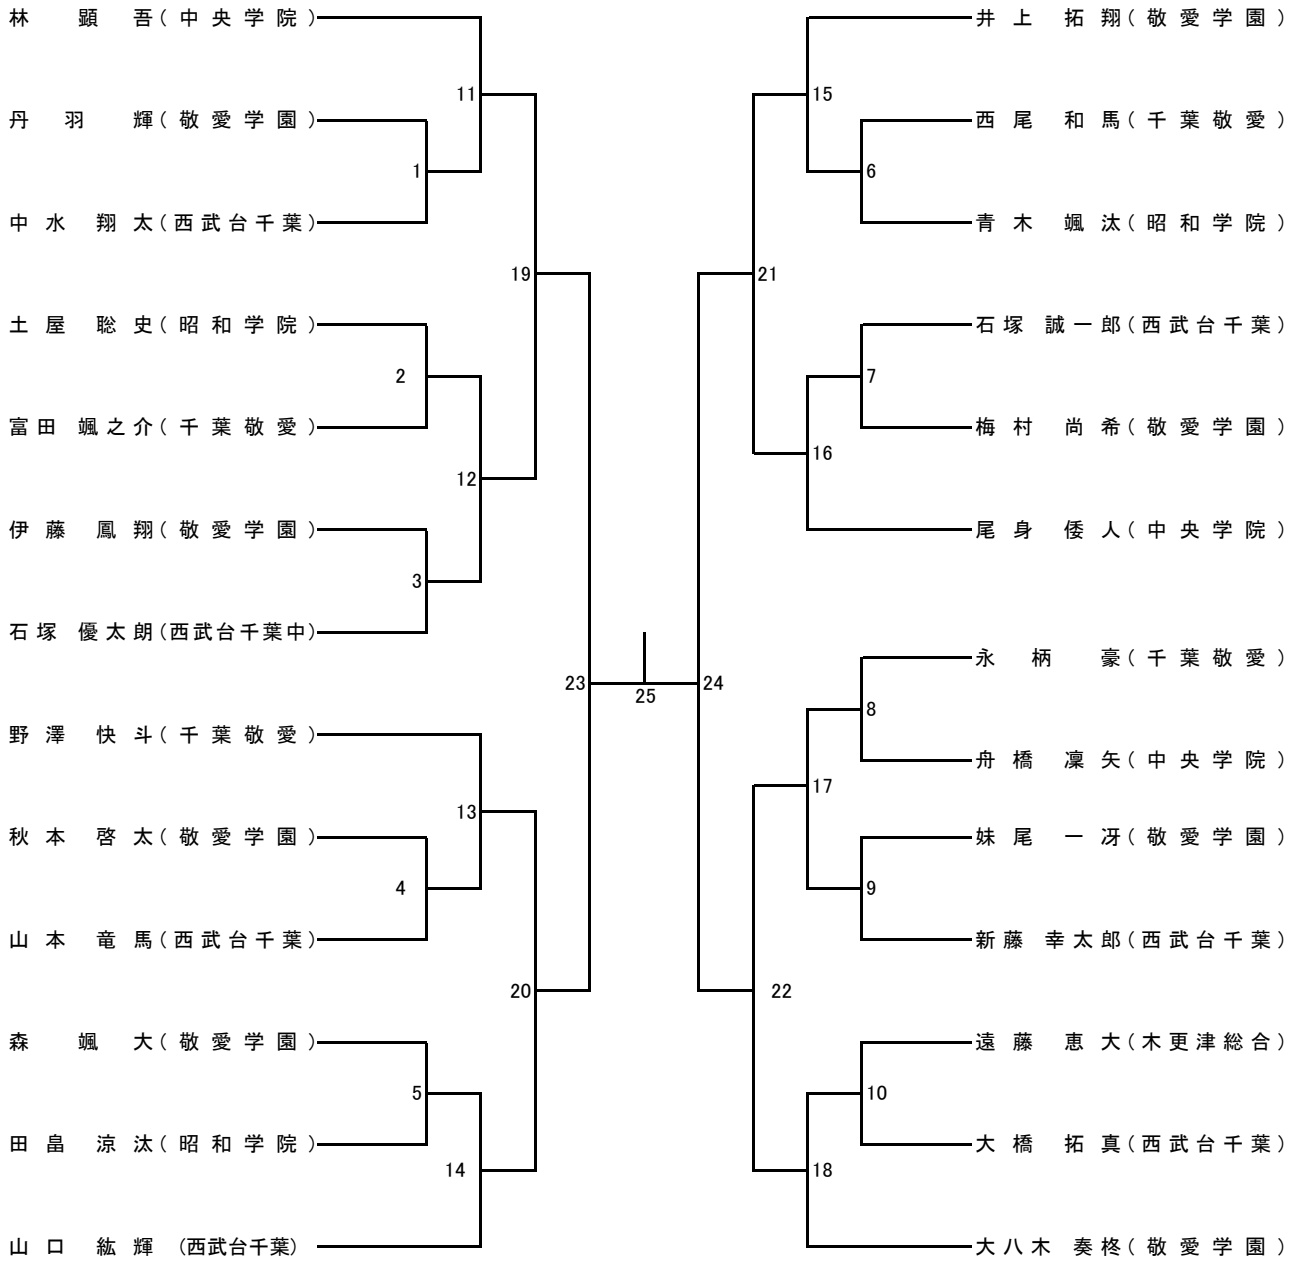 林 顕 吾(中央学院)
11
丹 羽 輝(敬愛学園)
1
中 水 翔 太(西武台千葉)
19
土 屋 聡 史(昭和学院)
2
富田 颯之介(千葉敬愛)
12
伊 藤 鳳 翔(敬愛学園)
3
石塚 優太朗(西武台千葉中)
23
野 澤 快 斗(千葉敬愛)
13
秋 本 啓 太(敬愛学園)
4
山 本 竜 馬(西武台千葉)
20
森 颯 大(敬愛学園)
5
田 畠 涼 汰(昭和学院)
14
山 口 紘 輝 (西武台千葉)
25
井 上 拓 翔(敬愛学園)
15
西 尾 和 馬(千葉敬愛)
6
青 木 颯 汰(昭和学院)
21
石塚 誠一郎(西武台千葉)
7
梅 村 尚 希(敬愛学園)
16
尾 身 倭 人(中央学院)
24
永 柄 豪(千葉敬愛)
8
舟 橋 凜 矢(中央学院)
17
妹 尾 一 冴(敬愛学園)
9
新藤 幸太郎(西武台千葉)
22
遠 藤 恵 大(木更津総合)
10
大 橋 拓 真(西武台千葉)
18
大八木 奏柊(敬愛学園)